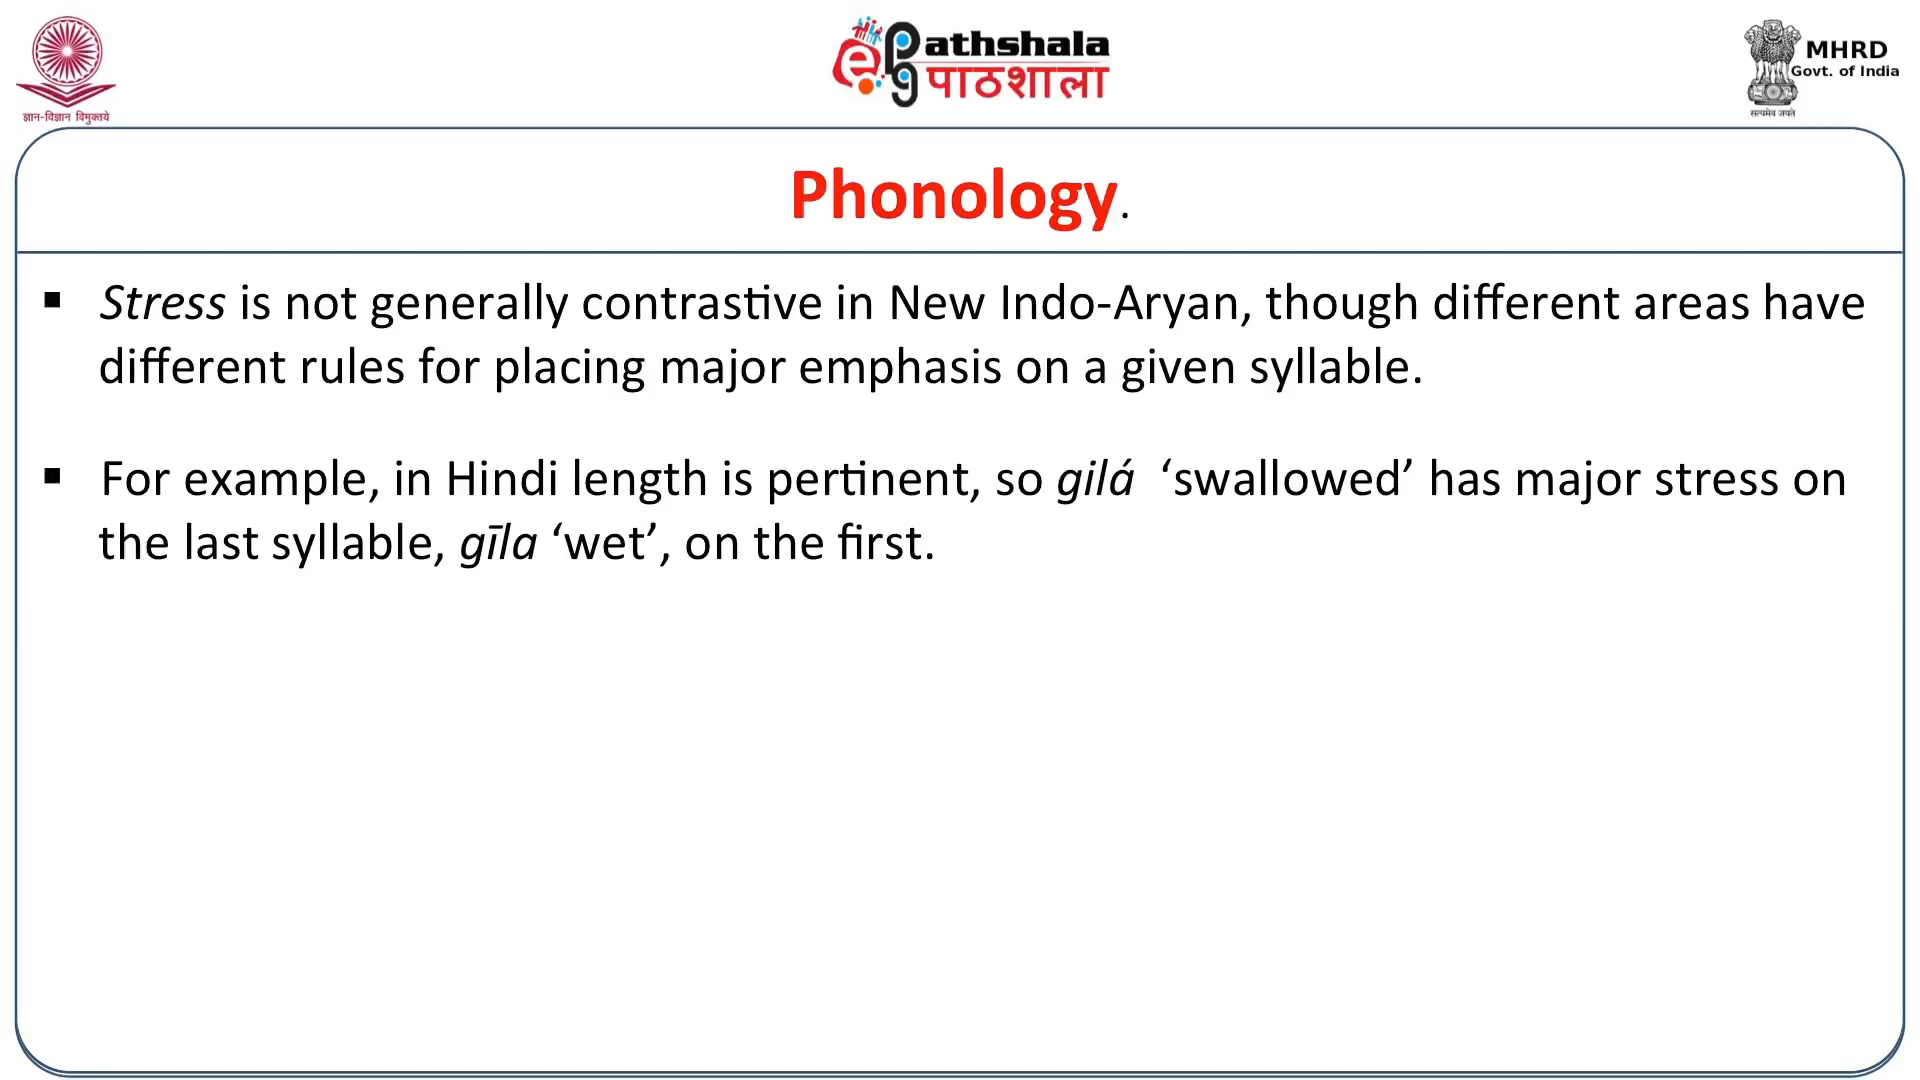 ज्ञान-विज्ञान विमुक्तये
epg Pathshala
पाठशाला
MHRD
Govt. of India
सत्यमेव जयते
Phonology.
▪ Stress is not generally contrastive in New Indo-Aryan, though different areas have
different rules for placing major emphasis on a given syllable.
▪ For example, in Hindi length is pertinent, so gilá ‘swallowed’ has major stress on
the last syllable, gīla ‘wet’, on the first.